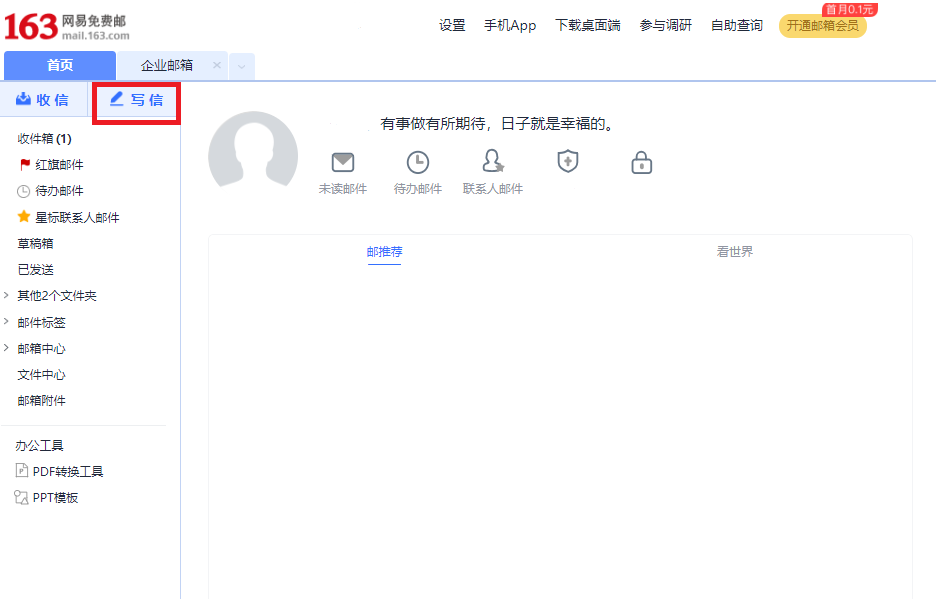 163 网易免费邮
mail.163.com
设置 手机App 下载桌面端 参与调研 自助查询 开通邮箱会员
首月0.1元
首页 企业邮箱
收信 写信
有事做有所期待，日子就是幸福的。
未读邮件 待办邮件 联系人邮件
收件箱 (1)
红旗邮件
待办邮件
星标联系人邮件
草稿箱
已发送
其他2个文件夹
邮件标签
邮箱中心
文件中心
邮箱附件
邮推荐 看世界
办公工具
PDF转换工具
PPT模板